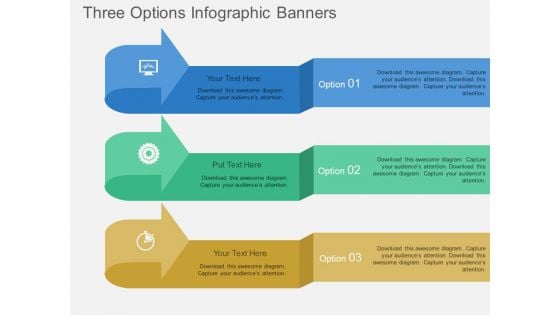 Three Options Infographic Banners
Your Text Here
Download this awesome diagram.
Capture your audience's attention.
Option 01
Download this awesome diagram. Capture
your audience's attention. Download this
awesome diagram. Capture your audience's
attention.
Put Text Here
Download this awesome diagram.
Capture your audience's attention.
Option 02
Download this awesome diagram. Capture
your audience's attention. Download this
awesome diagram. Capture your audience's
attention.
Your Text Here
Download this awesome diagram.
Capture your audience's attention.
Option 03
Download this awesome diagram. Capture
your audience's attention. Download this
awesome diagram. Capture your audience's
attention.